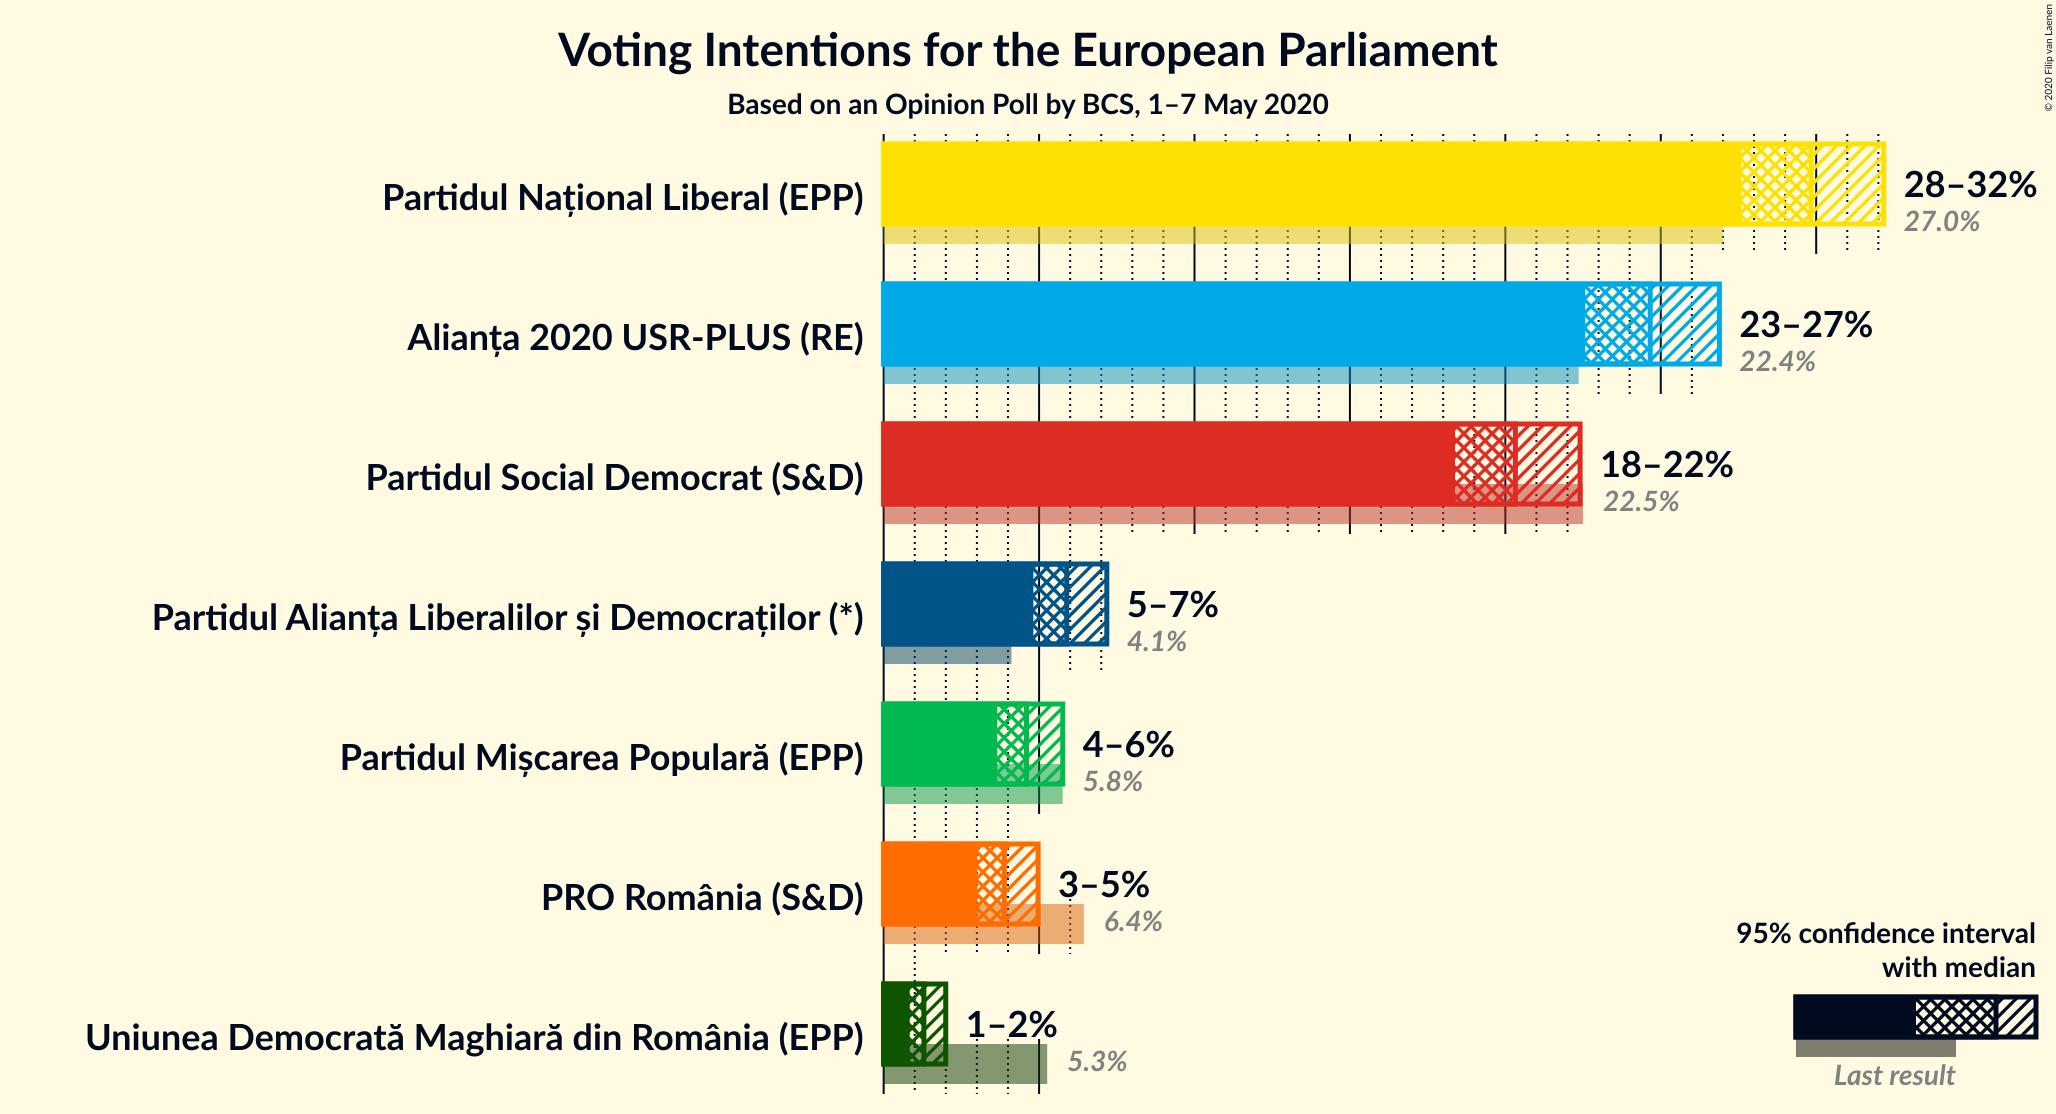 Voting Intentions for the European Parliament
Based on an Opinion Poll by BCS, 1–7 May 2020
© 2020 Filip van Laenen
Partidul Național Liberal (EPP)
28–32%
27.0%
Alianța 2020 USR-PLUS (RE)
23–27%
22.4%
Partidul Social Democrat (S&D)
18–22%
22.5%
Partidul Alianța Liberalilor și Democraților (*)
5–7%
4.1%
Partidul Mișcarea Populară (EPP)
4–6%
5.8%
PRO România (S&D)
3–5%
6.4%
Uniunea Democrată Maghiară din România (EPP)
1–2%
5.3%
95% confidence interval
with median
Last result